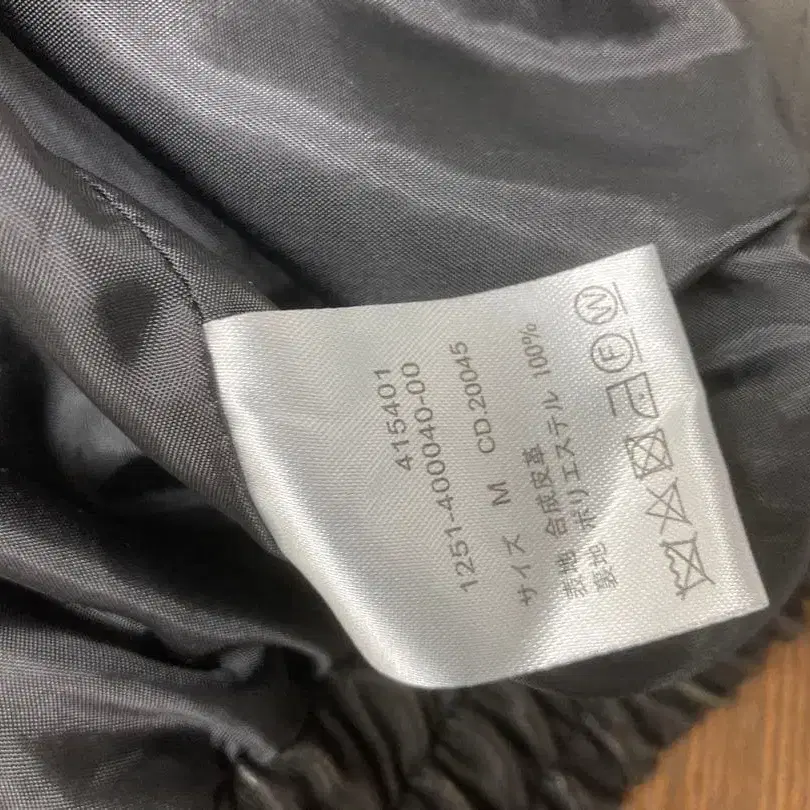 415401
1251-400040-00
サイズ M CD.20045
表地 合成皮革
裏地 ポリエステル 100%
F W